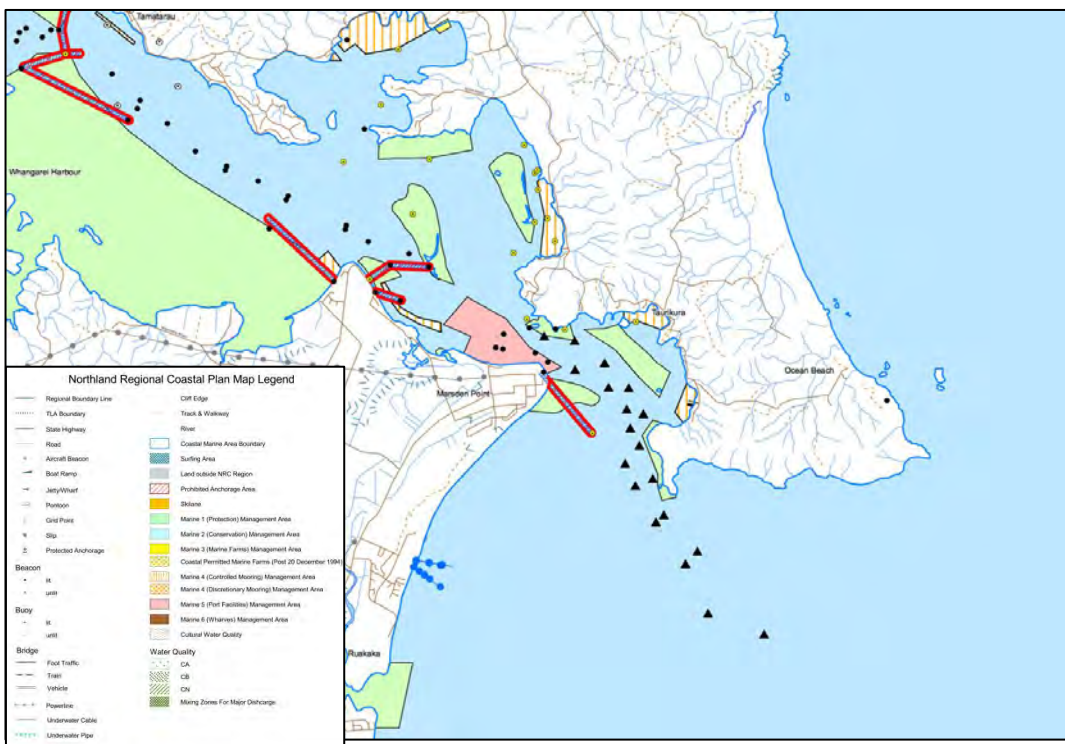 Tamatarau
Whangarei Harbour
Taurikura
Ocean Beach
Marsden Point
Ruakaka
Northland Regional Coastal Plan Map Legend
Regional Boundary Line
TLA Boundary
State Highway
Road
Aircraft Beacon
Boat Ramp
Jetty/Wharf
Pontoon
Grid Point
Slip
Protected Anchorage
Beacon
lit
unlit
Buoy
lit
unlit
Bridge
Foot Traffic
Train
Vehicle
Powerline
Underwater Cable
Underwater Pipe
Cliff Edge
Track & Walkway
River
Coastal Marine Area Boundary
Surfing Area
Land outside NRC Region
Prohibited Anchorage Area
Skilane
Marine 1 (Protection) Management Area
Marine 2 (Conservation) Management Area
Marine 3 (Marine Farms) Management Area
Coastal Permitted Marine Farms (Post 20 December 1994)
Marine 4 (Controlled Mooring) Management Area
Marine 4 (Discretionary Mooring) Management Area
Marine 5 (Port Facilities) Management Area
Marine 6 (Wharves) Management Area
Cultural Water Quality
Water Quality
CA
CB
CN
Mixing Zones For Major Dishcarge